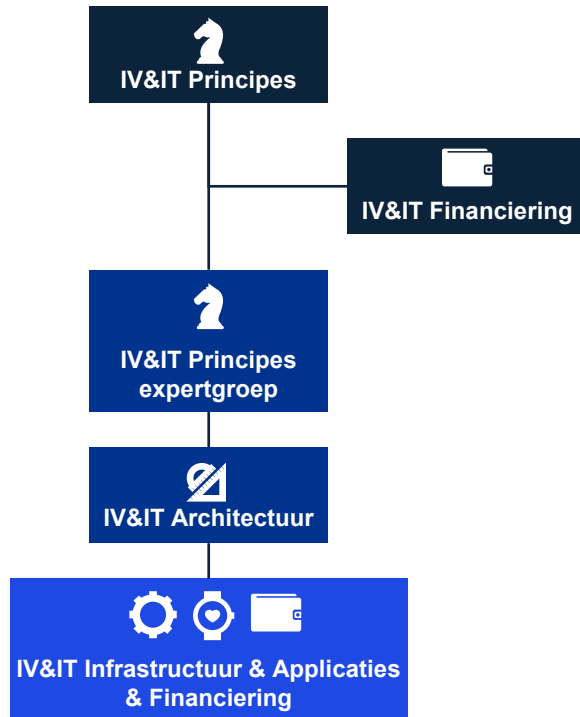 IV&IT Principes
IV&IT Financiering
IV&IT Principes
expertgroep
IV&IT Architectuur
IV&IT Infrastructuur & Applicaties
& Financiering